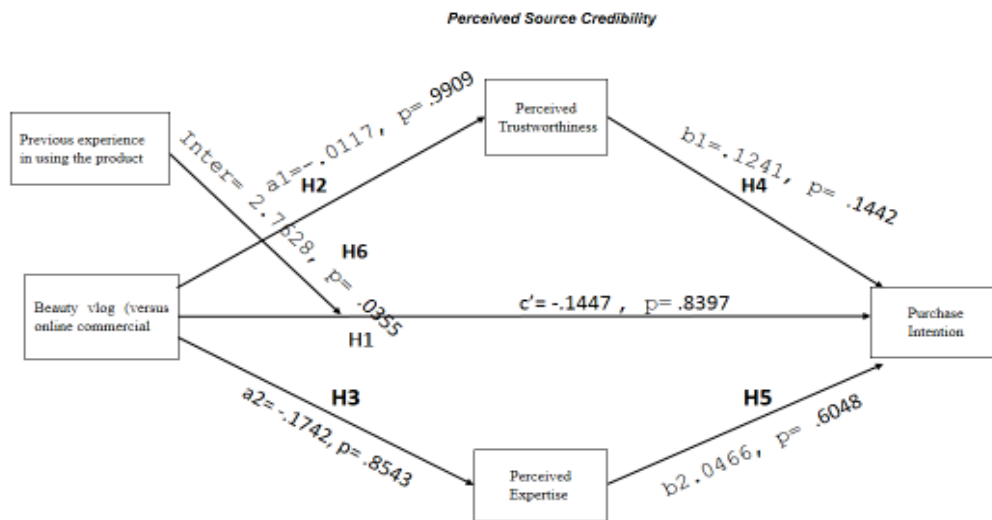 Perceived Source Credibility
Previous experience
in using the product
Inter= 2.7628, p= .0355
a1=-.0117, p= .9909
H2
Perceived
Trustworthiness
b1=.1241, p= .1442
H4
H6
Beauty vlog (versus
online commercial
c'= -.1447 , p= .8397
H1
Purchase
Intention
H3
a2= -.1742, p= .8543
Perceived
Expertise
H5
b2.0466, p= .6048